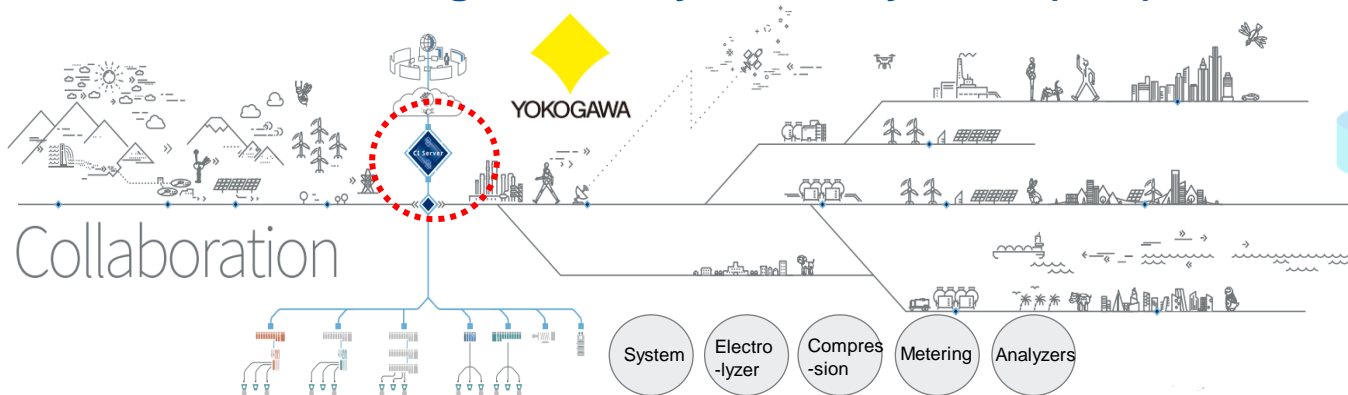 YOKOGAWA
CI Server
Collaboration
System
Electro
-lyzer
Compres
-sion
Metering
Analyzers